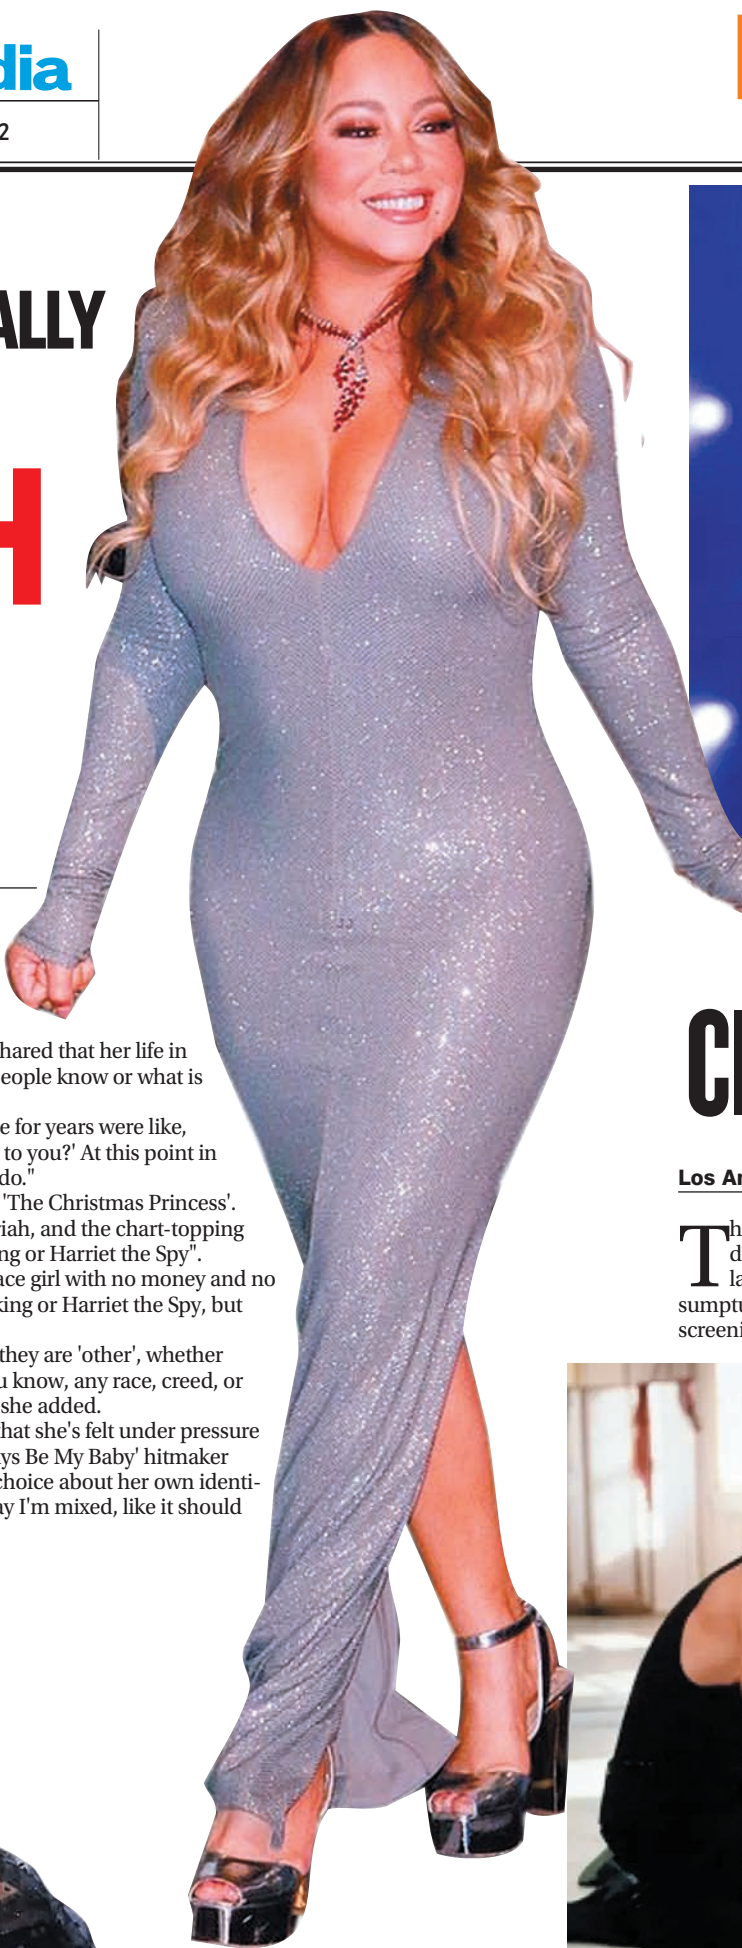 dia
2
ALLY
H
hared that her life in
eople know or what is
e for years were like,
to you?' At this point in
do."
'The Christmas Princess'.
iah, and the chart-topping
ng or Harriet the Spy".
ace girl with no money and no
king or Harriet the Spy, but
they are 'other', whether
u know, any race, creed, or
she added.
hat she's felt under pressure
ys Be My Baby' hitmaker
choice about her own identi-
ay I'm mixed, like it should
C
Los An
Th
d
la
sumptu
screeni